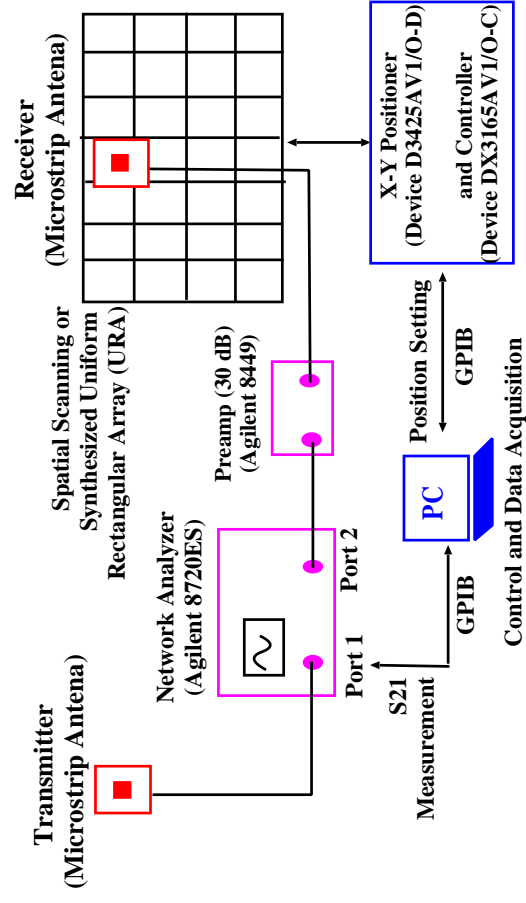 Transmitter
(Microstrip Antena)
Receiver
(Microstrip Antena)
Spatial Scanning or
Synthesized Uniform
Rectangular Array (URA)
Network Analyzer
(Agilent 8720ES)
Preamp (30 dB)
(Agilent 8449)
Port 1
Port 2
S21
Measurement
GPIB
PC
Control and Data Acquisition
Position Setting
GPIB
X-Y Positioner
(Device D3425AV1/O-D)
and Controller
(Device DX3165AV1/O-C)